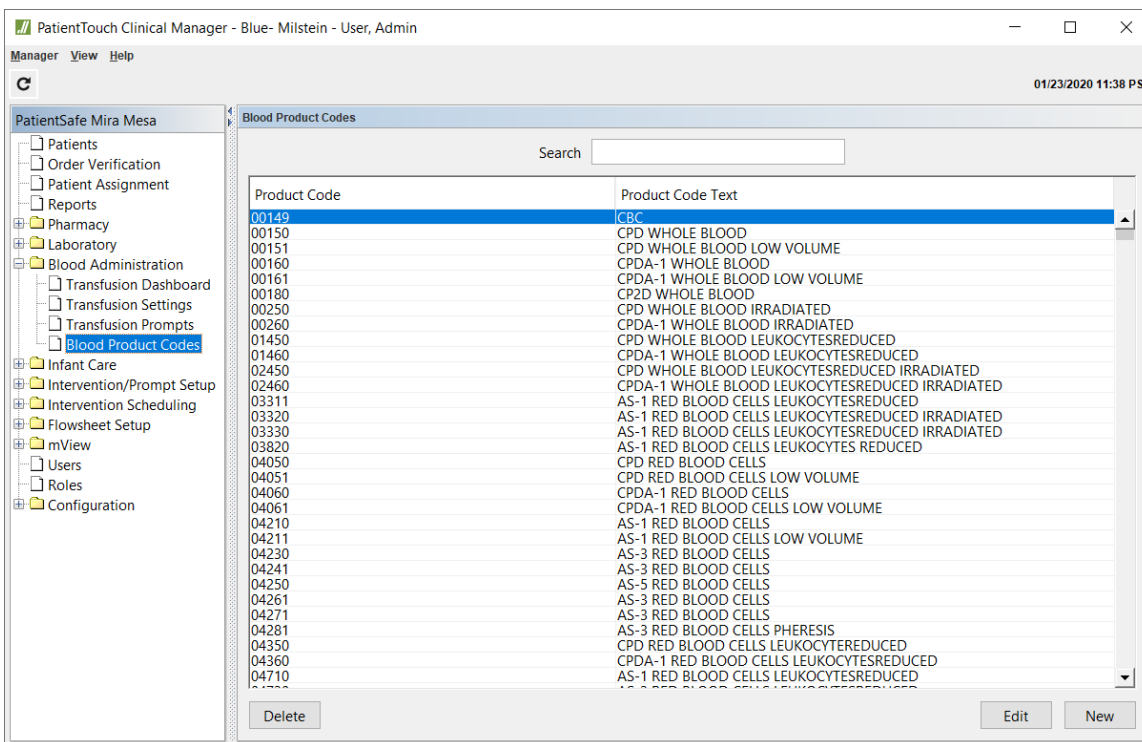 PatientTouch Clinical Manager - Blue- Milstein - User, Admin
Manager View Help
01/23/2020 11:38 PS
PatientSafe Mira Mesa
Patients
Order Verification
Patient Assignment
Reports
Pharmacy
Laboratory
Blood Administration
Transfusion Dashboard
Transfusion Settings
Transfusion Prompts
Blood Product Codes
Infant Care
Intervention/Prompt Setup
Intervention Scheduling
Flowsheet Setup
mView
Users
Roles
Configuration
Blood Product Codes
Search
Product Code Product Code Text
00149 CBC
00150 CPD WHOLE BLOOD
00151 CPD WHOLE BLOOD LOW VOLUME
00160 CPDA-1 WHOLE BLOOD
00161 CPDA-1 WHOLE BLOOD LOW VOLUME
00180 CP2D WHOLE BLOOD
00250 CPD WHOLE BLOOD IRRADIATED
00260 CPDA-1 WHOLE BLOOD IRRADIATED
01450 CPD WHOLE BLOOD LEUKOCYTESREDUCED
01460 CPDA-1 WHOLE BLOOD LEUKOCYTESREDUCED
02450 CPD WHOLE BLOOD LEUKOCYTESREDUCED IRRADIATED
02460 CPDA-1 WHOLE BLOOD LEUKOCYTESREDUCED IRRADIATED
03311 AS-1 RED BLOOD CELLS LEUKOCYTESREDUCED
03320 AS-1 RED BLOOD CELLS LEUKOCYTESREDUCED IRRADIATED
03330 AS-1 RED BLOOD CELLS LEUKOCYTESREDUCED IRRADIATED
03820 AS-1 RED BLOOD CELLS LEUKOCYTES REDUCED
04050 CPD RED BLOOD CELLS
04051 CPD RED BLOOD CELLS LOW VOLUME
04060 CPDA-1 RED BLOOD CELLS
04061 CPDA-1 RED BLOOD CELLS LOW VOLUME
04210 AS-1 RED BLOOD CELLS
04211 AS-1 RED BLOOD CELLS LOW VOLUME
04230 AS-3 RED BLOOD CELLS
04241 AS-3 RED BLOOD CELLS
04250 AS-5 RED BLOOD CELLS
04261 AS-3 RED BLOOD CELLS
04271 AS-3 RED BLOOD CELLS
04281 AS-3 RED BLOOD CELLS PHERESIS
04350 CPD RED BLOOD CELLS LEUKOCYTEREDUCED
04360 CPDA-1 RED BLOOD CELLS LEUKOCYTESREDUCED
04710 AS-1 RED BLOOD CELLS LEUKOCYTESREDUCED
Delete Edit New